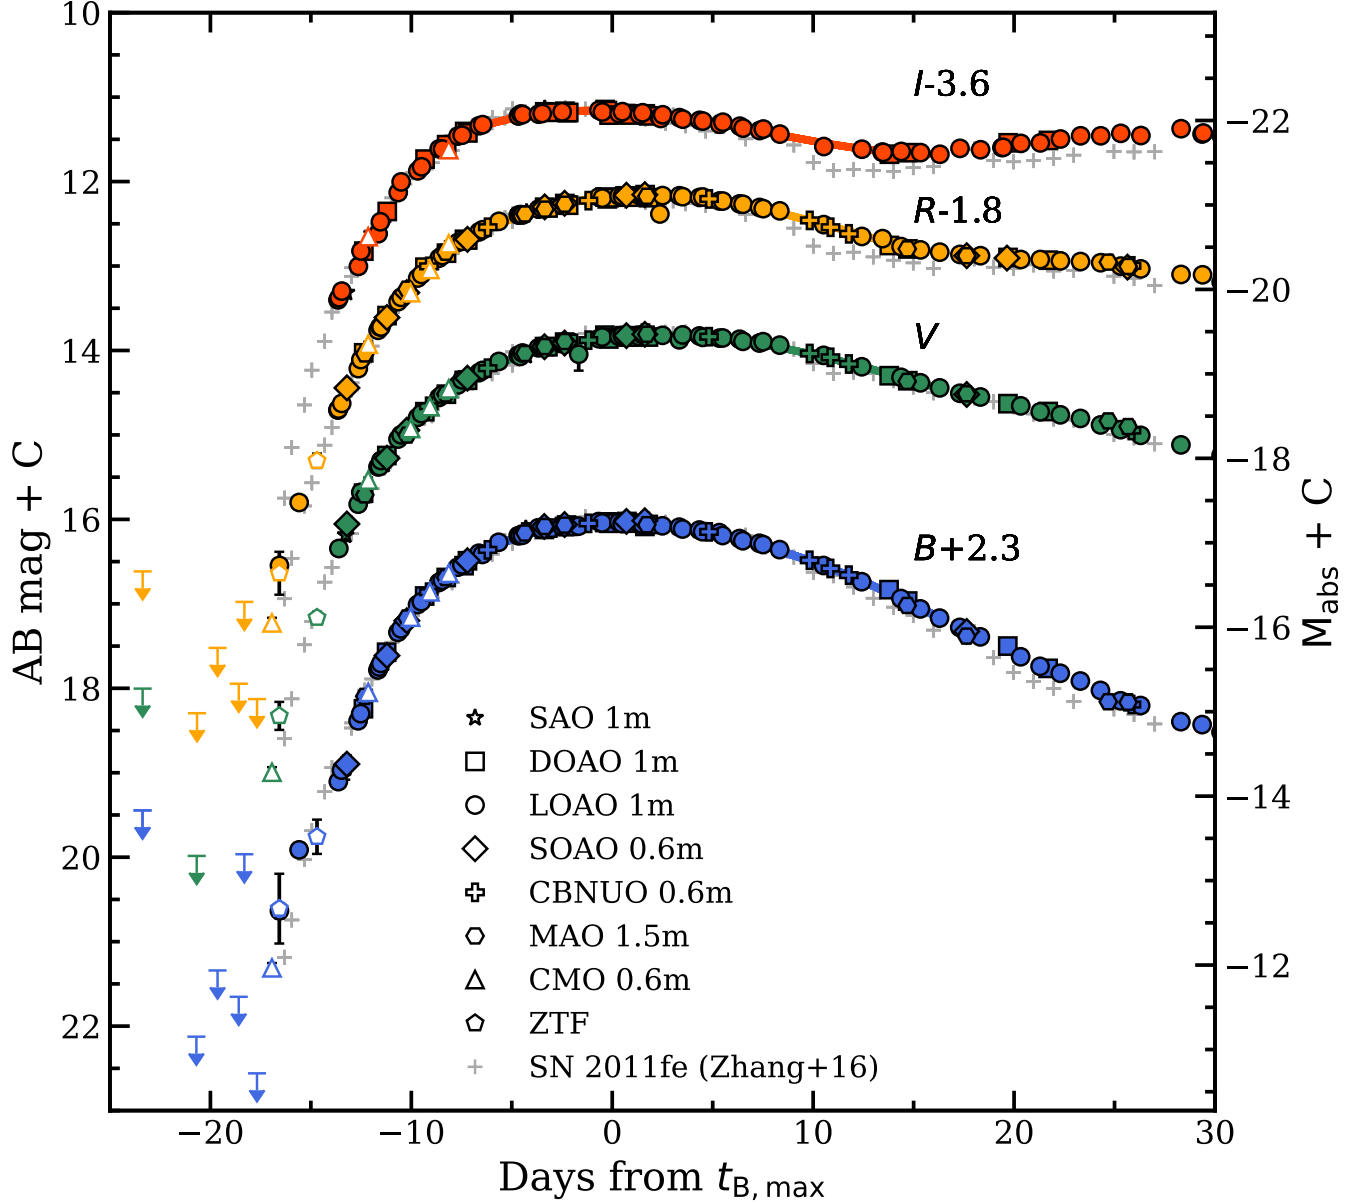 10
12
14
16
18
20
22
AB mag + C
−22
−20
−18
−16
−14
−12
M_abs + C
I-3.6
R-1.8
V
B+2.3
SAO 1m
DOAO 1m
LOAO 1m
SOAO 0.6m
CBNUO 0.6m
MAO 1.5m
CMO 0.6m
ZTF
SN 2011fe (Zhang+16)
−20 −10 0 10 20 30
Days from t_B, max